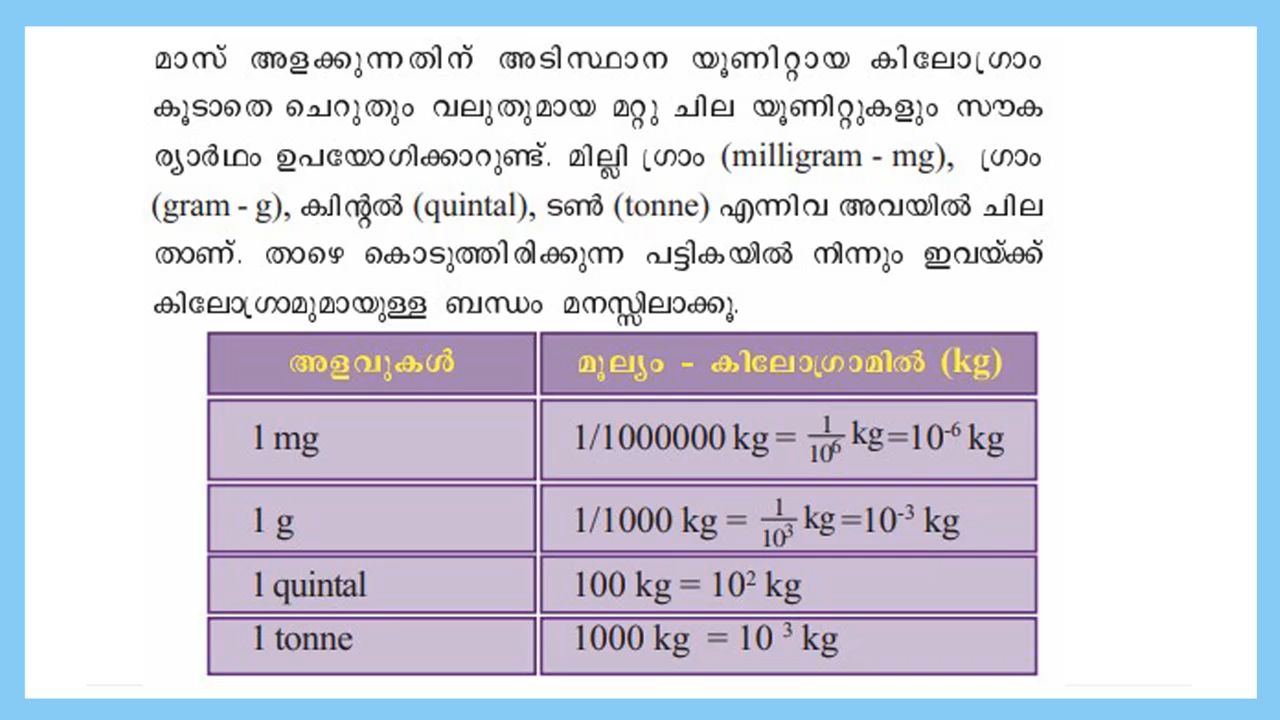 മാസ് അളക്കുന്നതിന് അടിസ്ഥാന യൂണിറ്റായ കിലോഗ്രാം
കൂടാതെ ചെറുതും വലുതുമായ മറ്റു ചില യൂണിറ്റുകളും സൗക
ര്യാർഥം ഉപയോഗിക്കാറുണ്ട്. മില്ലി ഗ്രാം (milligram - mg), ഗ്രാം
(gram - g), ക്വിന്റൽ (quintal), ടൺ (tonne) എന്നിവ അവയിൽ ചില
താണ്. താഴെ കൊടുത്തിരിക്കുന്ന പട്ടികയിൽ നിന്നും ഇവയ്ക്ക്
കിലോഗ്രാമുമായുള്ള ബന്ധം മനസ്സിലാക്കൂ.
അളവുകൾ മൂല്യം - കിലോഗ്രാമിൽ (kg)
1 mg 1/1000000 kg = 1/10⁶ kg=10⁻⁶ kg
1 g 1/1000 kg = 1/10³ kg=10⁻³ kg
1 quintal 100 kg = 10² kg
1 tonne 1000 kg = 10 ³ kg